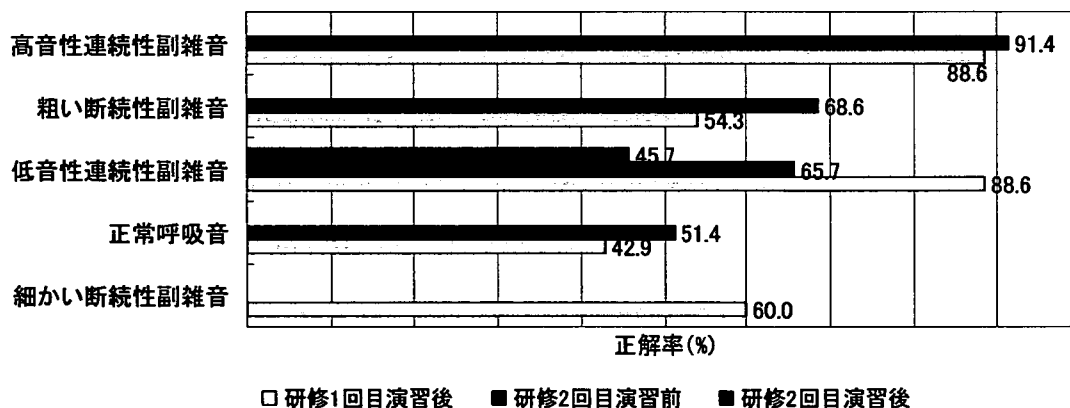 高音性連続性副雑音
91.4
88.6
粗い断続性副雑音
68.6
54.3
低音性連続性副雑音
45.7
65.7
88.6
正常呼吸音
51.4
42.9
細かい断続性副雑音
60.0
正解率(%)
□ 研修1回目演習後 ■ 研修2回目演習前 ■ 研修2回目演習後